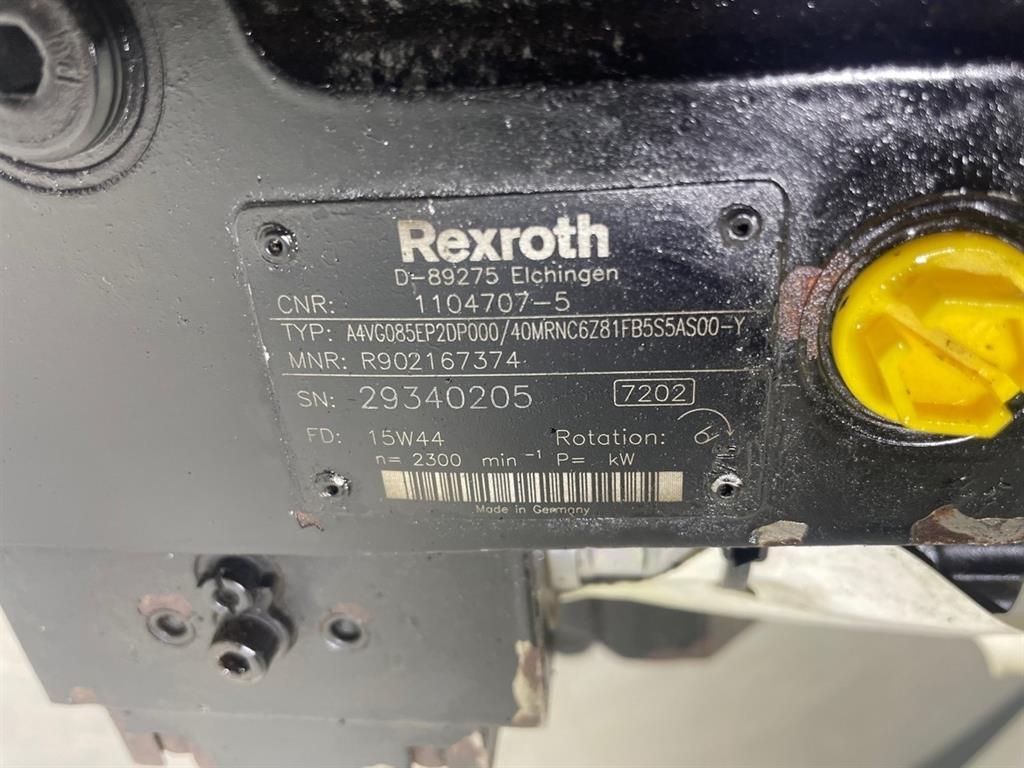 Rexroth
D-89275 Elchingen
CNR: 1104707-5
TYP: A4VG085EP2DP000/40MRNC6Z81FB5S5AS00-Y
MNR: R902167374
SN: 29340205 7202
FD: 15W44 Rotation:
n= 2300 min⁻¹ P= kW
Made in Germany